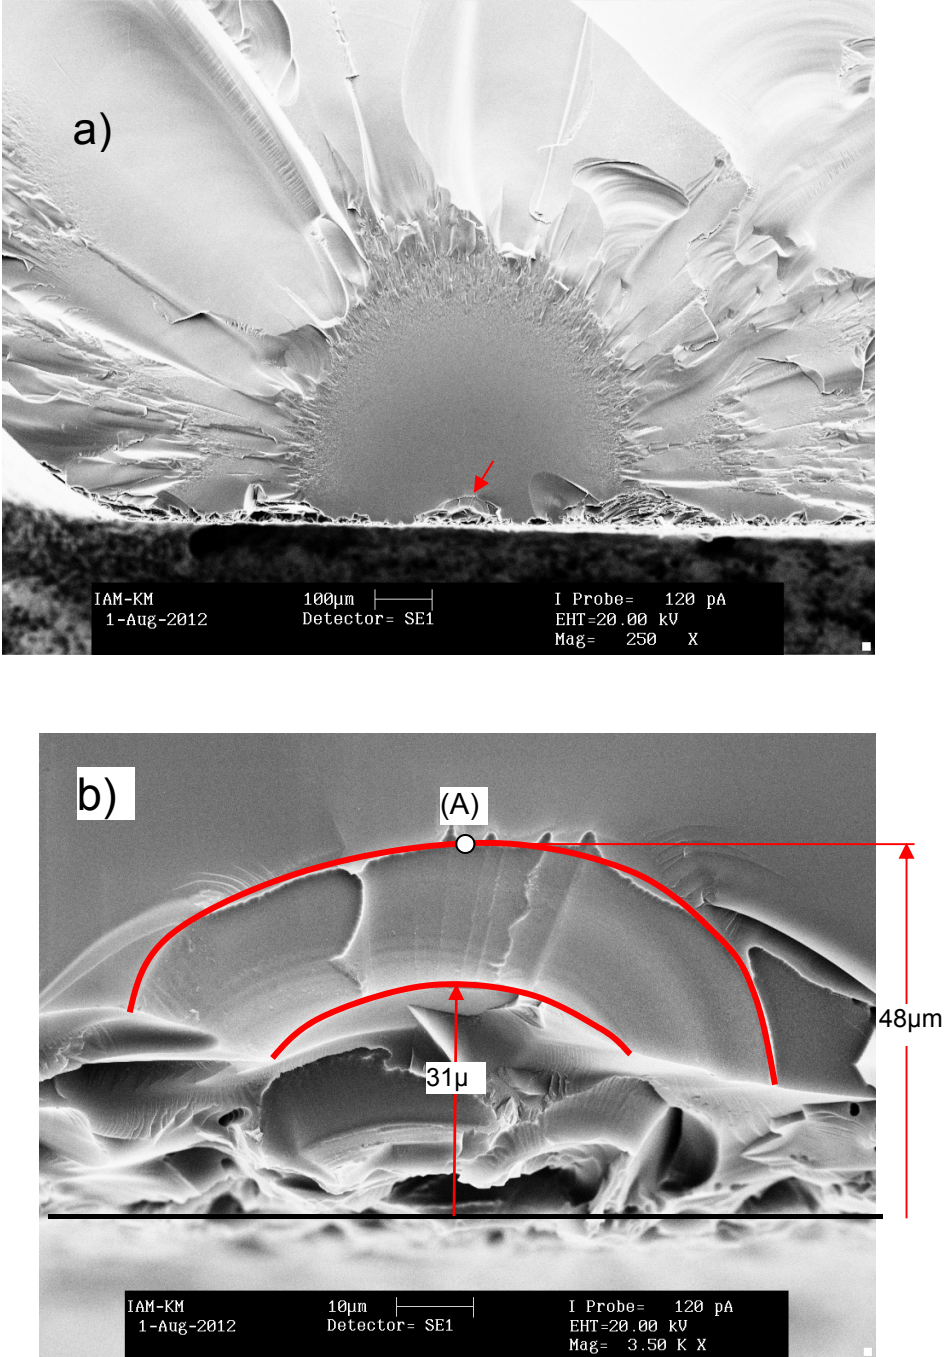 a)
IAM-KM 100µm I Probe= 120 pA
1-Aug-2012 Detector= SE1 EHT=20.00 kV
Mag= 250 X
b)
(A)
48µm
31µ
IAM-KM 10µm I Probe= 120 pA
1-Aug-2012 Detector= SE1 EHT=20.00 kV
Mag= 3.50 K X